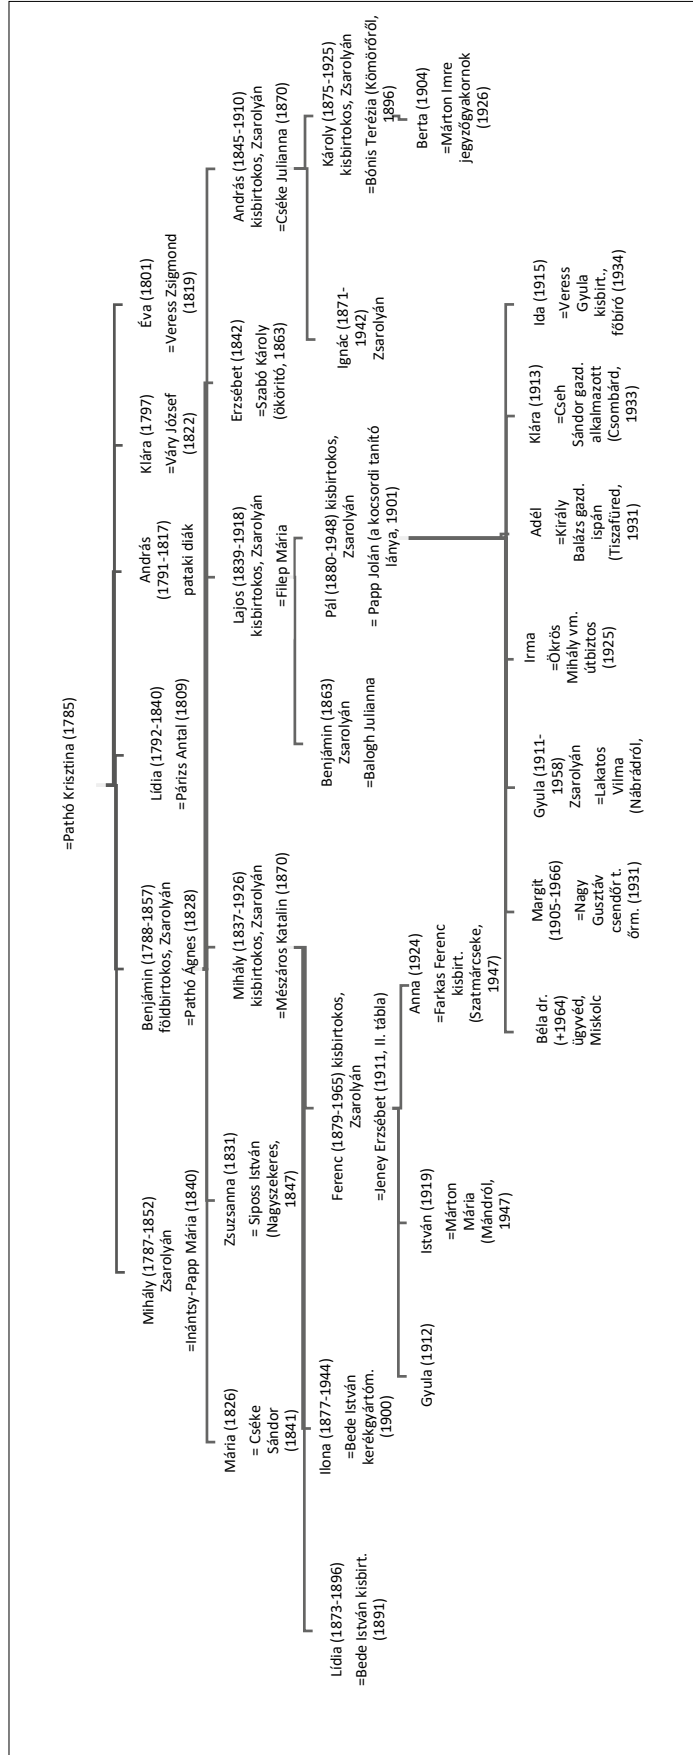 =Pathó Krisztina (1785)
Mihály (1787-1852)
Zsarolyán
=Inántsy-Papp Mária (1840)
Benjámin (1788-1857)
földbirtokos, Zsarolyán
=Pathó Ágnes (1828)
Lídia (1792-1840)
=Párizs Antal (1809)
András
(1791-1817)
pataki diák
Klára (1797)
=Váry József
(1822)
Éva (1801)
=Veress Zsigmond
(1819)
Mária (1826)
= Cséke
Sándor
(1841)
Zsuzsanna (1831)
= Siposs István
(Nagyszekeres,
1847)
Mihály (1837-1926)
kisbirtokos, Zsarolyán
=Mészáros Katalin (1870)
Lajos (1839-1918)
kisbirtokos, Zsarolyán
=Filep Mária
Erzsébet (1842)
=Szabó Károly
(ököritó, 1863)
András (1845-1910)
kisbirtokos, Zsarolyán
=Cséke Julianna (1870)
Lídia (1873-1896)
=Bede István kisbirt.
(1891)
Ilona (1877-1944)
=Bede István
kerékgyártóm.
(1900)
Ferenc (1879-1965) kisbirtokos,
Zsarolyán
=Jeney Erzsébet (1911, II. tábla)
Benjámin (1863)
Zsarolyán
=Balogh Julianna
Pál (1880-1948) kisbirtokos,
Zsarolyán
= Papp Jolán (a kocsordi tanító
lánya, 1901)
Ignác (1871-
1942)
Zsarolyán
Károly (1875-1925)
kisbirtokos, Zsarolyán
=Bónis Terézia (Kömörőről,
1896)
Gyula (1912)
István (1919)
=Márton
Mária
(Mándról,
1947)
Anna (1924)
=Farkas Ferenc
kisbirt.
(Szatmárcseke,
1947)
Berta (1904)
=Márton Imre
jegyzőgyakornok
(1926)
Béla dr.
(+1964)
ügyvéd,
Miskolc
Margit
(1905-1966)
=Nagy
Gusztáv
csendőr t.
őrm. (1931)
Gyula (1911-
1958)
Zsarolyán
=Lakatos
Vilma
(Nábrádról,
Irma
=Ökrös
Mihály vm.
útbiztos
(1925)
Adél
=Király
Balázs gazd.
ispán
(Tiszafüred,
1931)
Klára (1913)
=Cseh
Sándor gazd.
alkalmazott
(Csombárd,
1933)
Ida (1915)
=Veress
Gyula
kisbirt.,
főbíró (1934)